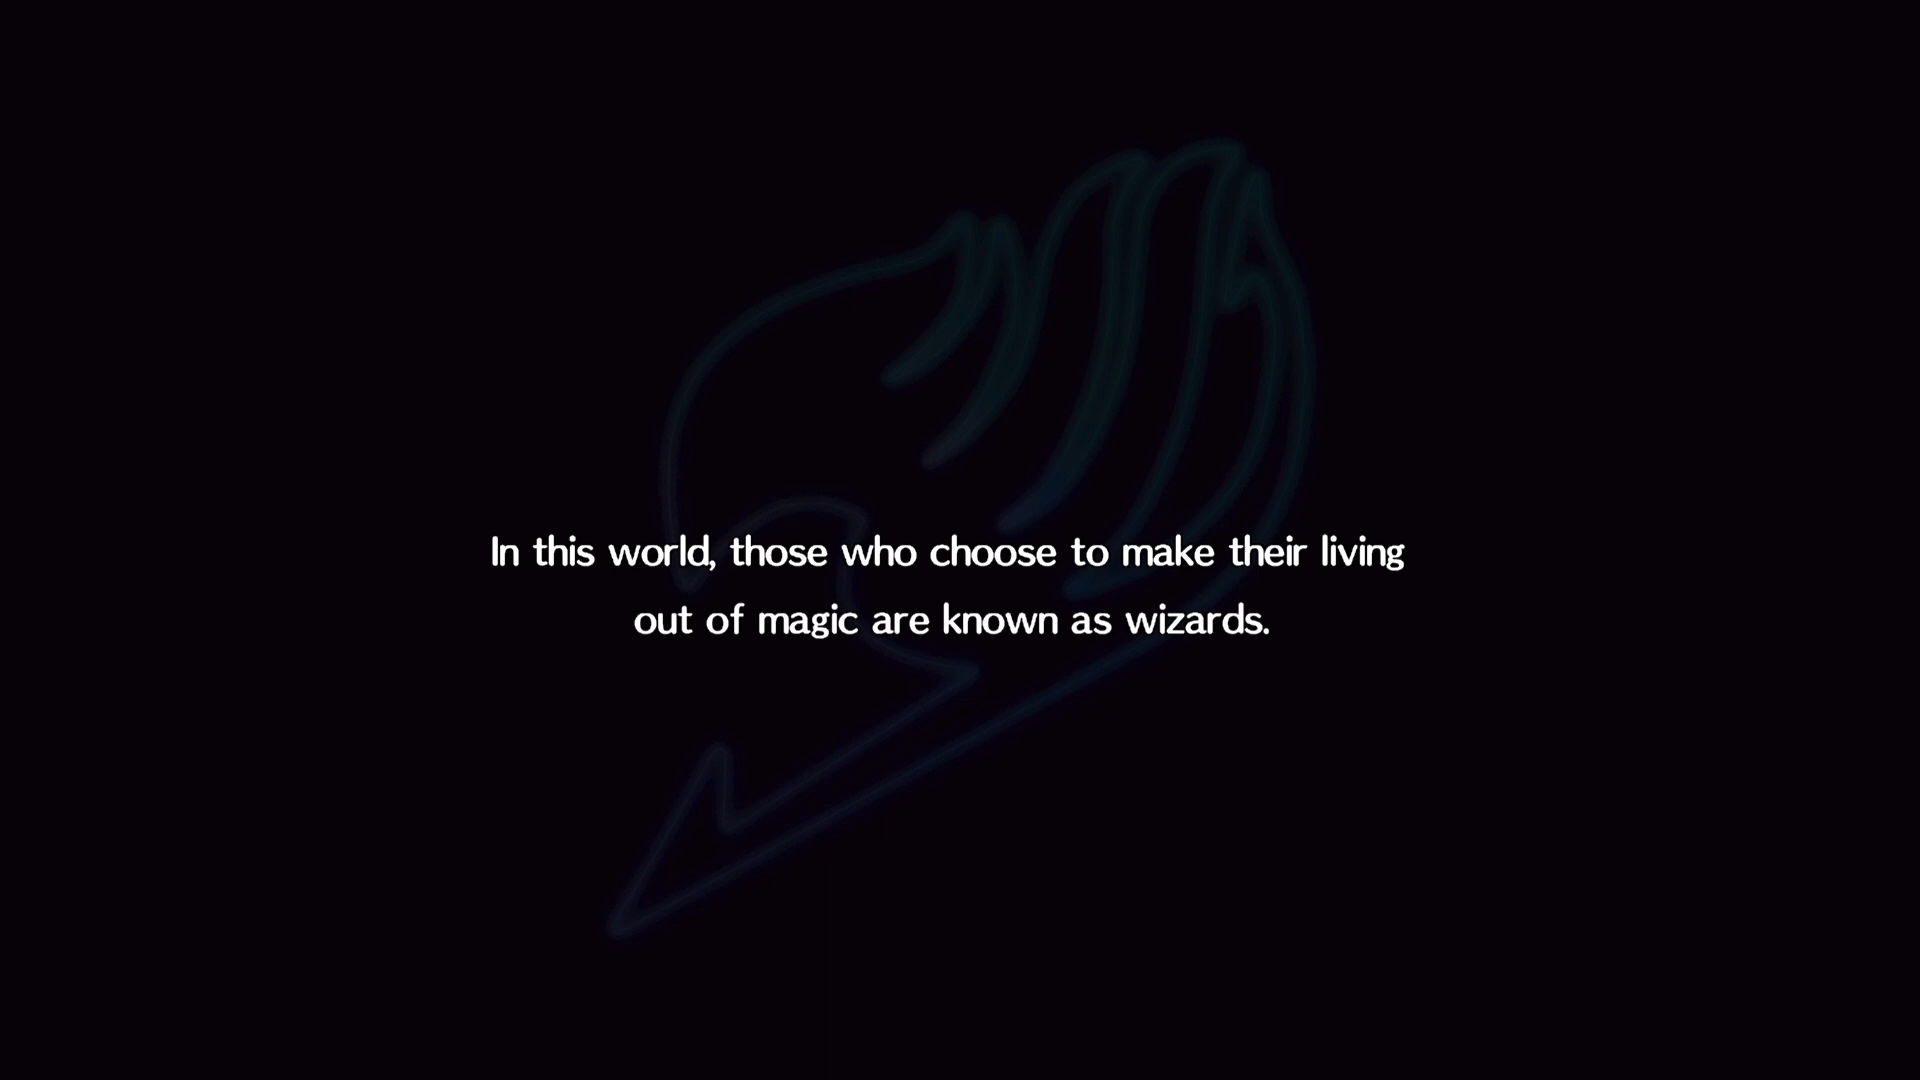 In this world, those who choose to make their living
out of magic are known as wizards.